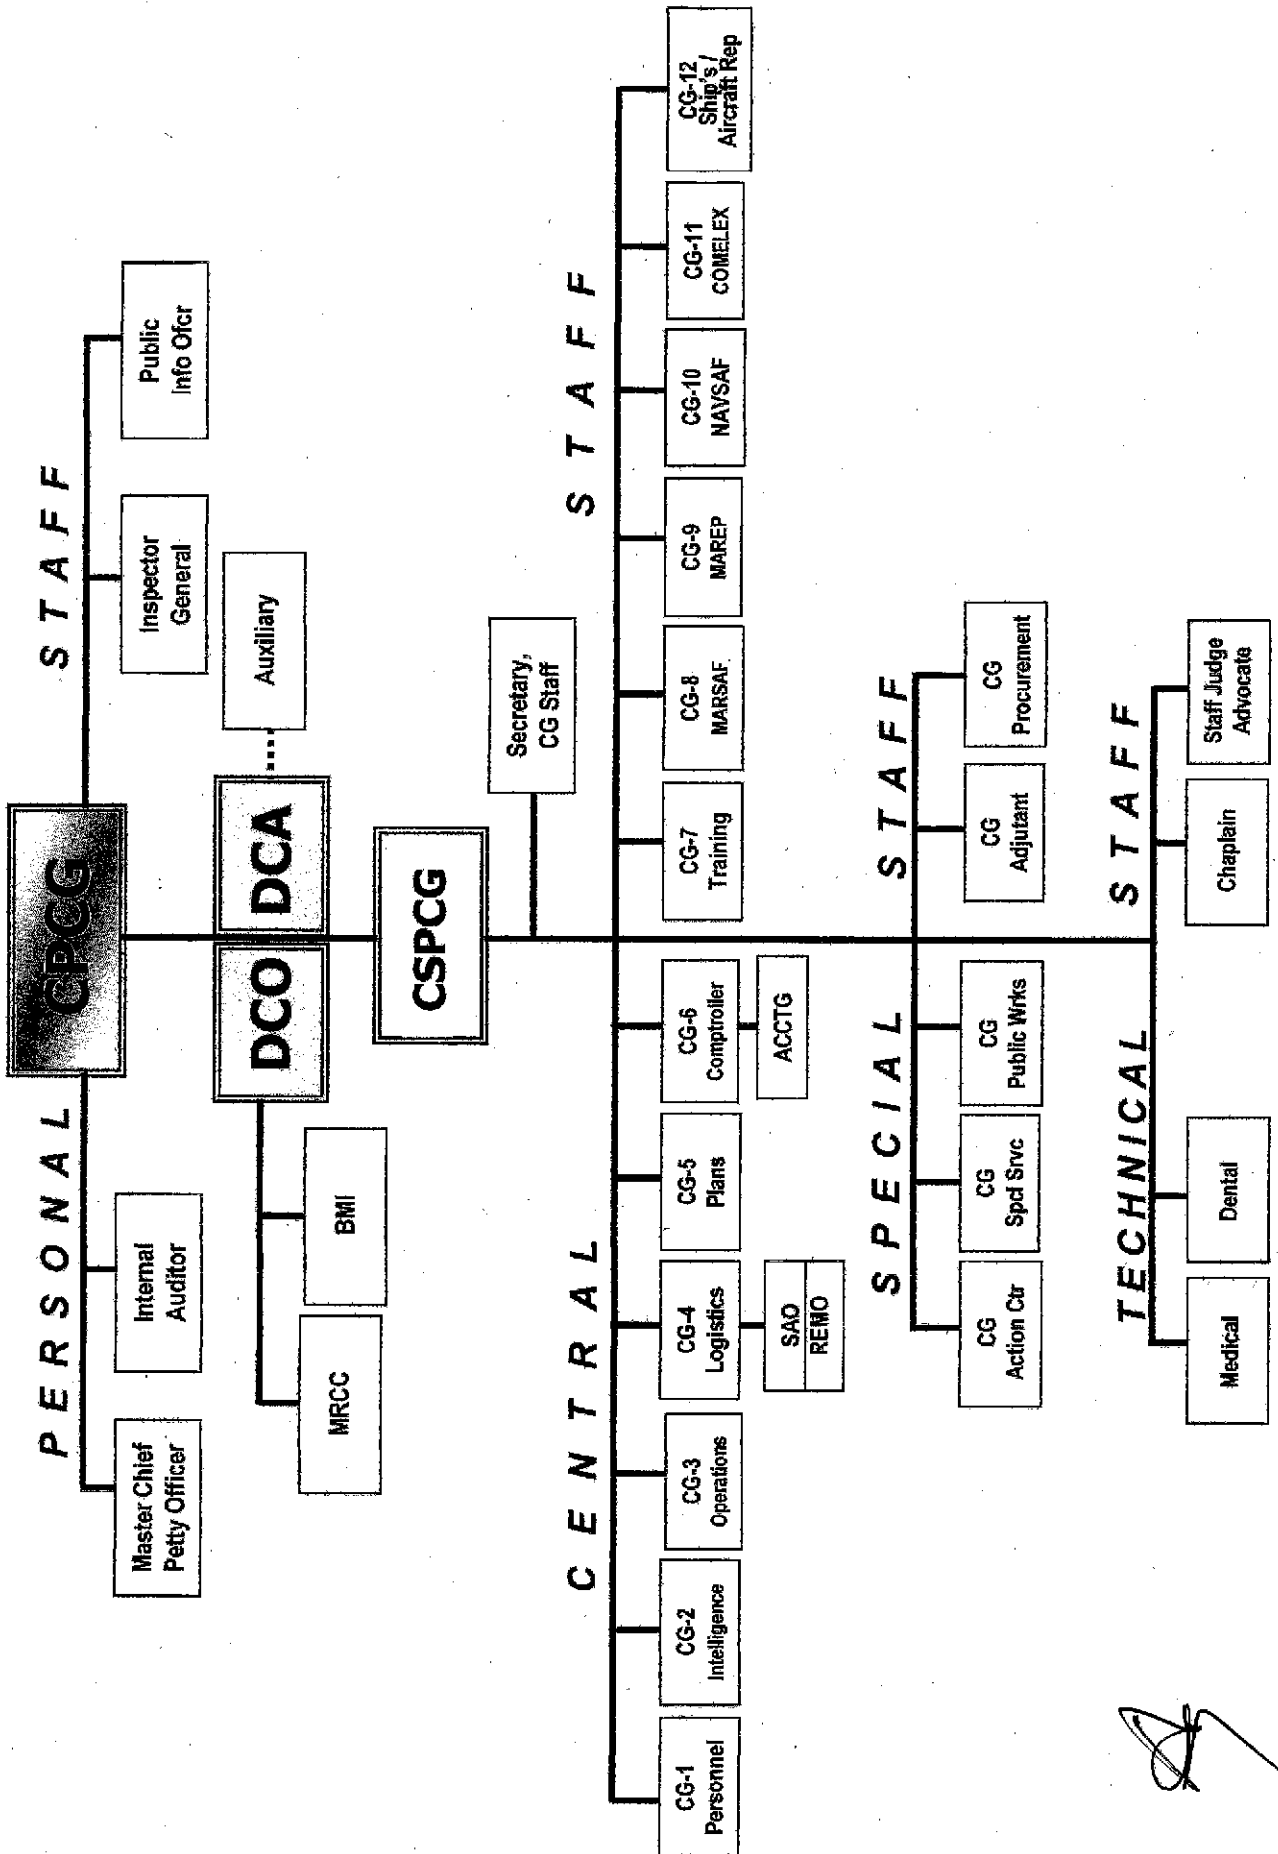 PERSONAL STAFF
CPCG
Master Chief
Petty Officer
Internal
Auditor
Inspector
General
Public
Info Ofcr
DCO
DCA
Auxiliary
MRCC
BMI
CSPCG
Secretary,
CG Staff
CENTRAL STAFF
CG-1
Personnel
CG-2
Intelligence
CG-3
Operations
CG-4
Logistics
CG-5
Plans
CG-6
Comptroller
CG-7
Training
CG-8
MARSAF
CG-9
MAREP
CG-10
NAVSAF
CG-11
COMELEX
CG-12
Ship's /
Aircraft Rep
SAO
REMO
ACCTG
SPECIAL STAFF
CG
Action Ctr
CG
Spcl Srvc
CG
Public Wrks
CG
Adjutant
CG
Procurement
TECHNICAL STAFF
Medical
Dental
Chaplain
Staff Judge
Advocate